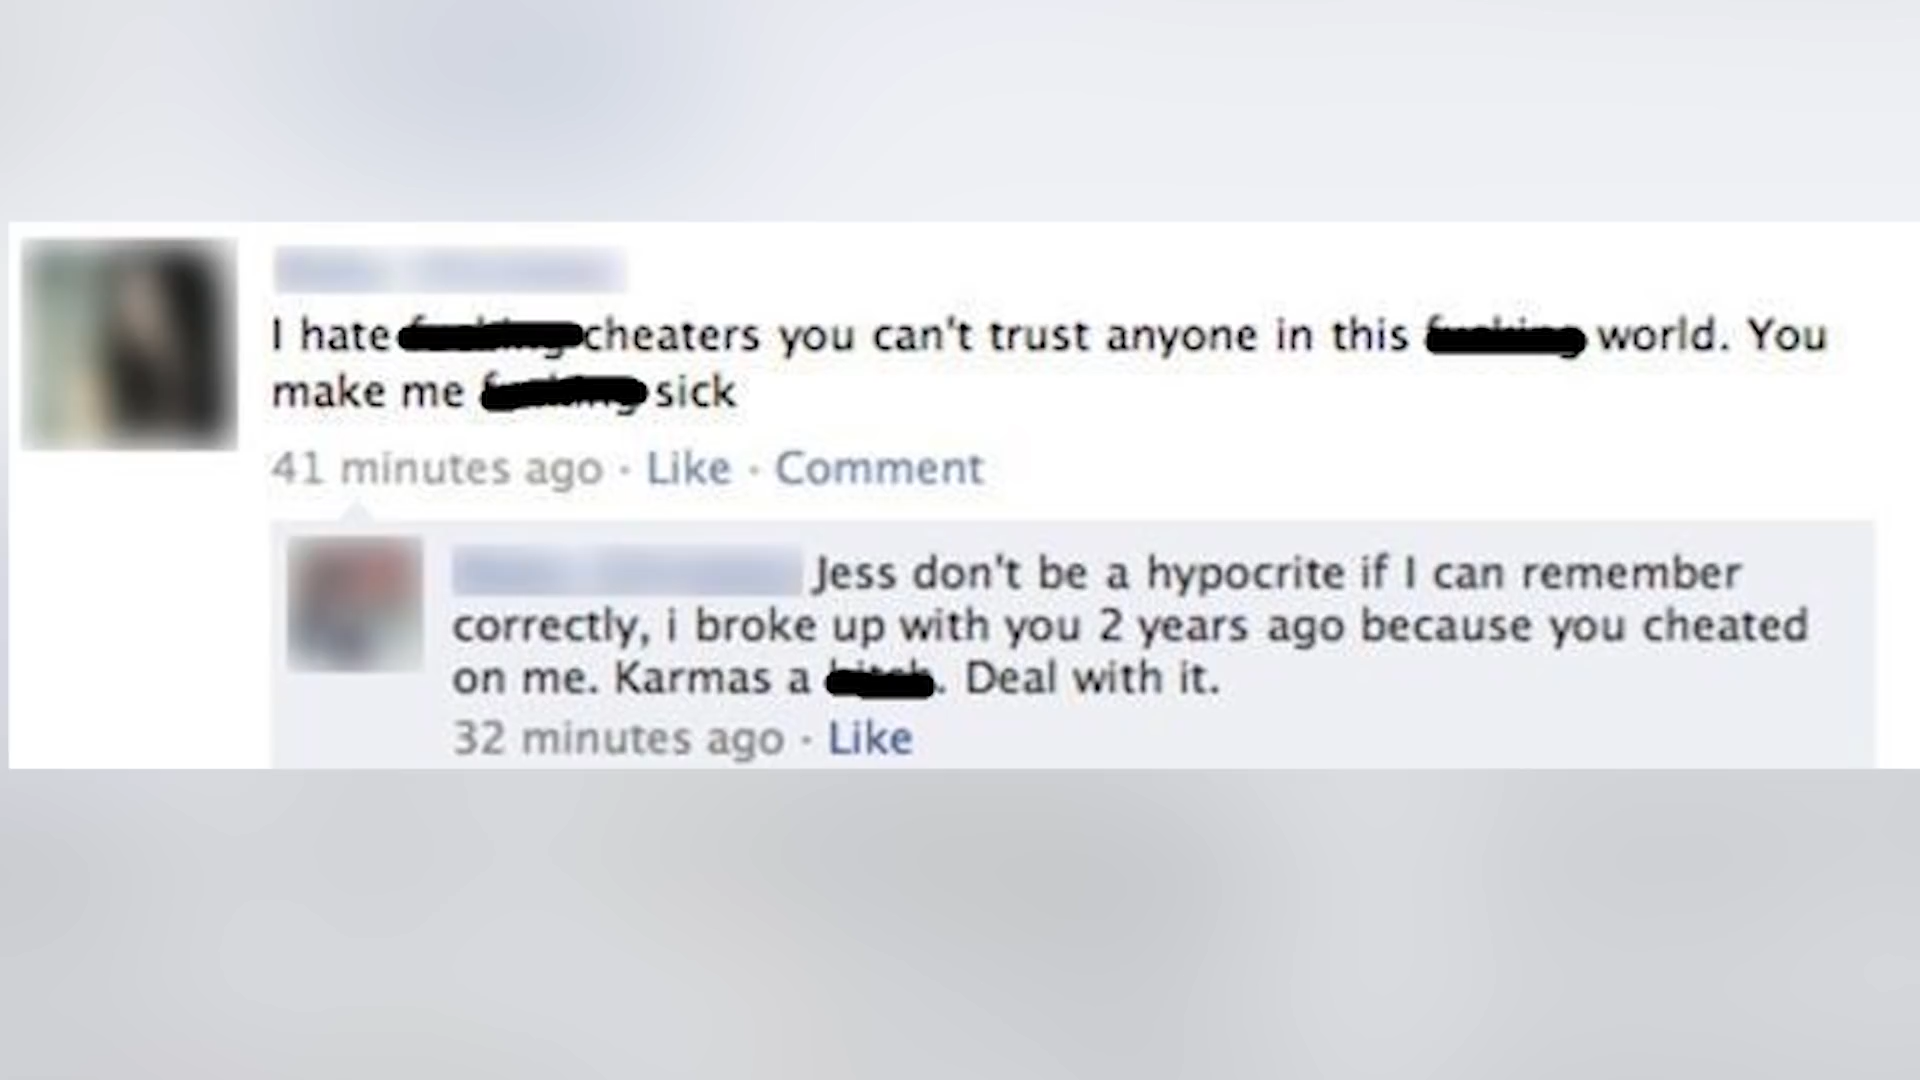 I hate cheaters you can't trust anyone in this world. You
make me sick
41 minutes ago · Like · Comment
Jess don't be a hypocrite if I can remember
correctly, i broke up with you 2 years ago because you cheated
on me. Karmas a . Deal with it.
32 minutes ago · Like